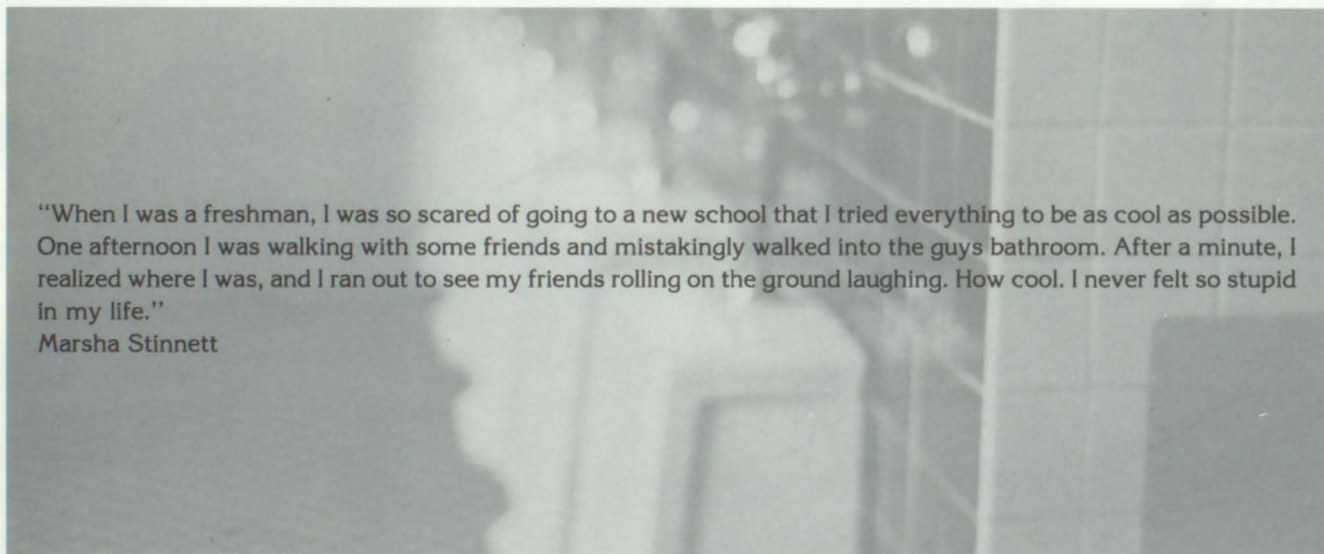 “When I was a freshman, I was so scared of going to a new school that I tried everything to be as cool as possible.
One afternoon I was walking with some friends and mistakingly walked into the guys bathroom. After a minute, I
realized where I was, and I ran out to see my friends rolling on the ground laughing. How cool. I never felt so stupid
in my life.”
Marsha Stinnett